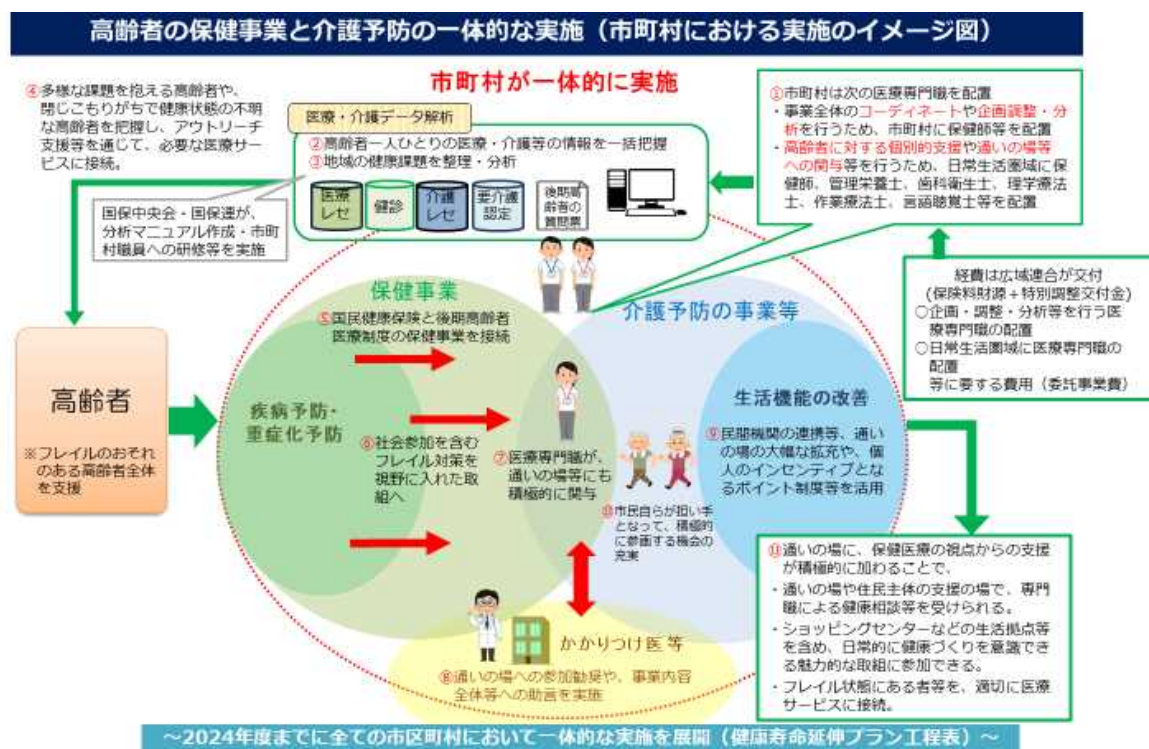 高齢者の保健事業と介護予防の一体的な実施（市町村における実施のイメージ図）
市町村が一体的に実施
④多様な課題を抱える高齢者や、
閉じこもりがちで健康状態の不明
な高齢者を把握し、アウトリーチ
支援等を通じて、必要な医療サー
ビスに接続。
医療・介護データ解析
②高齢者一人ひとりの医療・介護等の情報を一括把握
③地域の健康課題を整理・分析
医療
レセ
健診
介護
レセ
要介護
認定
後期高
齢者の
質問票
①市町村は次の医療専門職を配置
・事業全体のコーディネートや企画調整・分
析を行うため、市町村に保健師等を配置
・高齢者に対する個別的支援や通いの場等
への関与等を行うため、日常生活圏域に保
健師、管理栄養士、歯科衛生士、理学療法
士、作業療法士、言語聴覚士等を配置
国保中央会・国保連が、
分析マニュアル作成・市町
村職員への研修等を実施
経費は広域連合が交付
(保険料財源＋特別調整交付金)
○企画・調整・分析等を行う医
療専門職の配置
○日常生活圏域に医療専門職の
配置
等に要する費用（委託事業費）
高齢者
※フレイルのおそれ
のある高齢者全体
を支援
保健事業
⑤国民健康保険と後期高齢者
医療制度の保健事業を接続
疾病予防・
重症化予防
⑥社会参加を含む
フレイル対策を
視野に入れた取
組へ
⑦医療専門職が、
通いの場等にも
積極的に関与
介護予防の事業等
生活機能の改善
⑨民間機関の連携等、通い
の場の大幅な拡充や、個
人のインセンティブとな
るポイント制度等を活用
⑩市民自らが担い手
となって、積極的
に参画する機会の
充実
かかりつけ医等
⑧通いの場への参加勧奨や、事業内容
全体等への助言を実施
⑪通いの場に、保健医療の視点からの支援
が積極的に加わることで、
・通いの場や住民主体の支援の場で、専門
職による健康相談等を受けられる。
・ショッピングセンターなどの生活拠点等
を含め、日常的に健康づくりを意識でき
る魅力的な取組に参加できる。
・フレイル状態にある者等を、適切に医療
サービスに接続。
～2024年度までに全ての市区町村において一体的な実施を展開（健康寿命延伸プラン工程表）～